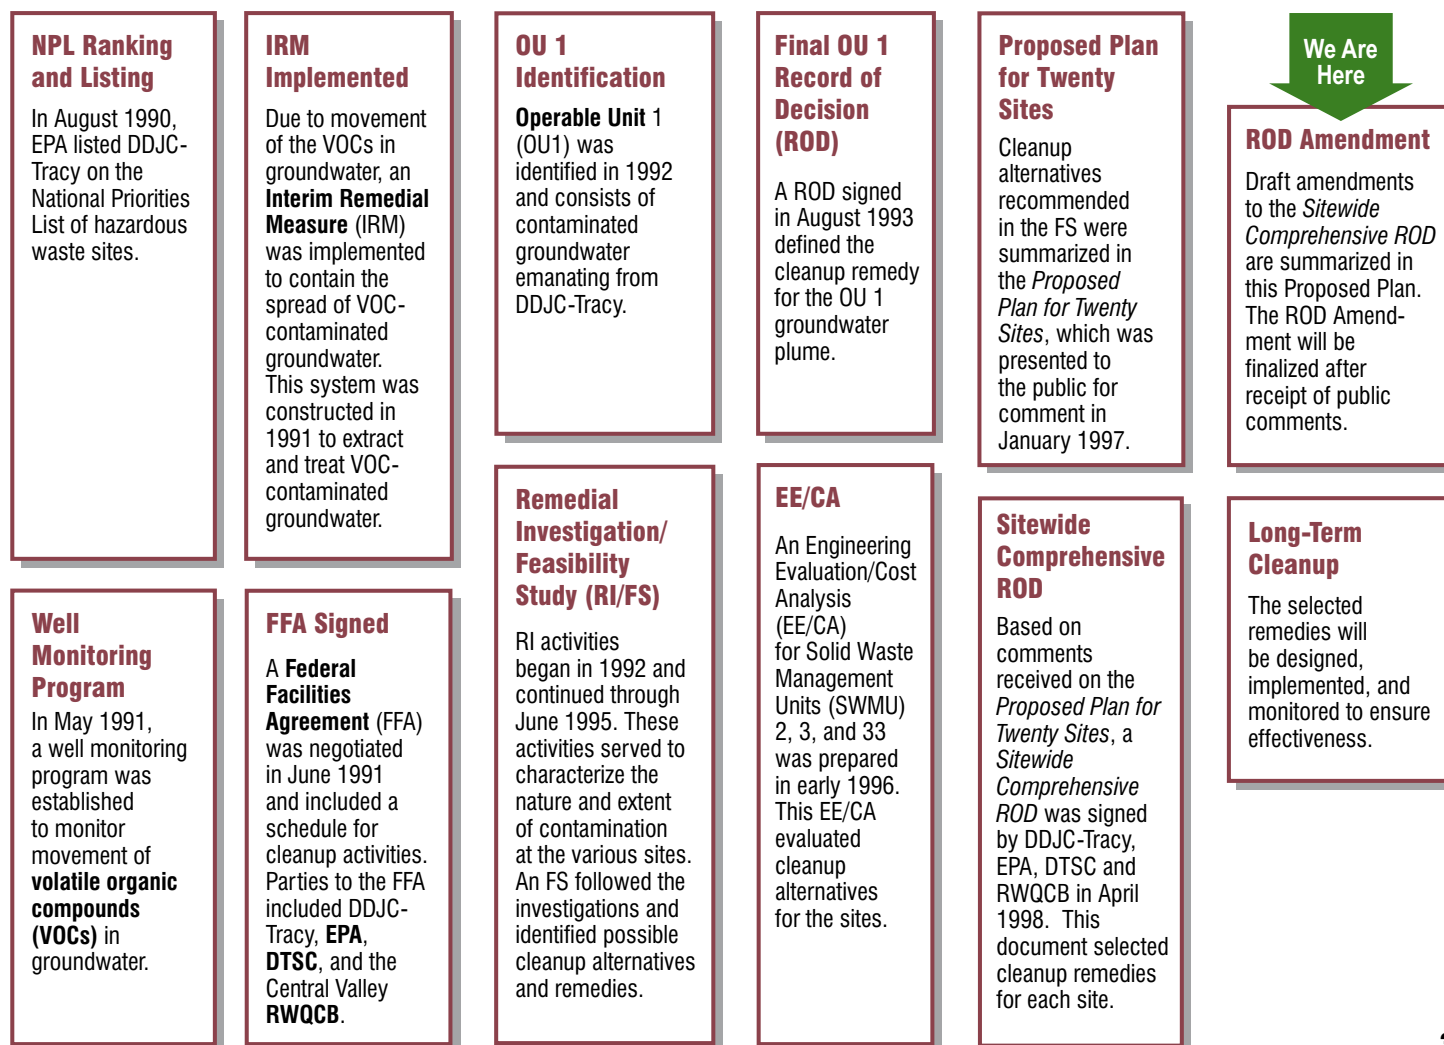 NPL Ranking
and Listing
In August 1990,
EPA listed DDJC-
Tracy on the
National Priorities
List of hazardous
waste sites.
Well
Monitoring
Program
In May 1991,
a well monitoring
program was
established
to monitor
movement of
volatile organic
compounds
(VOCs) in
groundwater.
IRM
Implemented
Due to movement
of the VOCs in
groundwater, an
Interim Remedial
Measure (IRM)
was implemented
to contain the
spread of VOC-
contaminated
groundwater.
This system was
constructed in
1991 to extract
and treat VOC-
contaminated
groundwater.
FFA Signed
A Federal
Facilities
Agreement (FFA)
was negotiated
in June 1991
and included a
schedule for
cleanup activities.
Parties to the FFA
included DDJC-
Tracy, EPA,
DTSC, and the
Central Valley
RWQCB.
OU 1
Identification
Operable Unit 1
(OU1) was
identified in 1992
and consists of
contaminated
groundwater
emanating from
DDJC-Tracy.
Remedial
Investigation/
Feasibility
Study (RI/FS)
RI activities
began in 1992 and
continued through
June 1995. These
activities served to
characterize the
nature and extent
of contamination
at the various sites.
An FS followed the
investigations and
identified possible
cleanup alternatives
and remedies.
Final OU 1
Record of
Decision
(ROD)
A ROD signed
in August 1993
defined the
cleanup remedy
for the OU 1
groundwater
plume.
EE/CA
An Engineering
Evaluation/Cost
Analysis
(EE/CA)
for Solid Waste
Management
Units (SWMU)
2, 3, and 33
was prepared
in early 1996.
This EE/CA
evaluated
cleanup
alternatives
for the sites.
Proposed Plan
for Twenty
Sites
Cleanup
alternatives
recommended
in the FS were
summarized in
the Proposed
Plan for Twenty
Sites, which was
presented to
the public for
comment in
January 1997.
Sitewide
Comprehensive
ROD
Based on
comments
received on the
Proposed Plan for
Twenty Sites, a
Sitewide
Comprehensive
ROD was signed
by DDJC-Tracy,
EPA, DTSC and
RWQCB in April
1998. This
document selected
cleanup remedies
for each site.
We Are
Here
ROD Amendment
Draft amendments
to the Sitewide
Comprehensive ROD
are summarized in
this Proposed Plan.
The ROD Amend-
ment will be
finalized after
receipt of public
comments.
Long-Term
Cleanup
The selected
remedies will
be designed,
implemented, and
monitored to ensure
effectiveness.